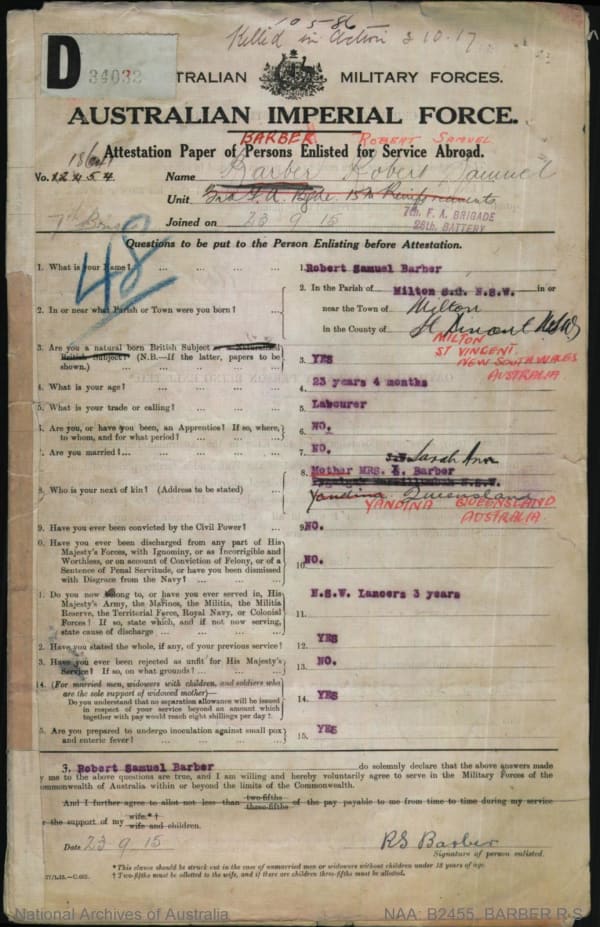 10 5 86
Killed in action 3 10.17
D
34032
TRALIAN MILITARY FORCES.
AUSTRALIAN IMPERIAL FORCE.
BARBER ROBERT SAMUEL
Attestation Paper of Persons Enlisted for Service Abroad.
No. 12454 Name Barber Robert Samuel
Unit 3rd F.A. Bgde. 15th Reinforcements
7th F. A. BRIGADE
26th. BATTERY
Joined on 23 9 15
48
Questions to be put to the Person Enlisting before Attestation.
1. What is your Name? ... ... ... ...
1. Robert Samuel Barber
2. In or near what Parish or Town were you born? ... ...
2. In the Parish of Milton S.C. N.S.W. in or
near the Town of Milton
in the County of St Vincent N.S.W
MILTON
ST VINCENT.
NEW SOUTH WALES
AUSTRALIA
3. Are you a natural born British Subject or a Naturalized
British Subject? (N.B.—If the latter, papers to be
shown.) ... ... ... ...
3. YES
4. What is your age? ... ... ... ...
4. 23 years 4 months
5. What is your trade or calling? ... ... ...
5. Labourer
6. Are you, or have you been, an Apprentice? If so, where,
to whom, and for what period? ... ... ...
6. NO.
7. Are you married?... ... ... ... ...
7. NO.
Sarah Ann
8. Who is your next of kin? (Address to be stated) ...
8. Mother MRS. A. Barber
N.S.W.
Yandina Queensland
YANDINA QUEENSLAND
AUSTRALIA.
9. Have you ever been convicted by the Civil Power? ...
9. NO.
0. Have you ever been discharged from any part of His
Majesty's Forces, with Ignominy, or as Incorrigible and
Worthless, or on account of Conviction of Felony, or of a
Sentence of Penal Servitude, or have you been dismissed
with Disgrace from the Navy? ... ... ...
10. NO.
1. Do you now belong to, or have you ever served in, His
Majesty's Army, the Marines, the Militia, the Militia
Reserve, the Territorial Force, Royal Navy, or Colonial
Forces? If so, state which, and if not now serving,
state cause of discharge ... ... ... ...
11. N.S.W. Lancers 3 years
2. Have you stated the whole, if any, of your previous service?
12. YES
3. Have you ever been rejected as unfit for His Majesty's
Service? If so, on what grounds? ... ... ...
13. NO.
14. (For married men, widowers with children, and soldiers who
are the sole support of widowed mother)—
Do you understand that no separation allowance will be issued
in respect of your service beyond an amount which
together with pay would reach eight shillings per day?.
14. YES
5. Are you prepared to undergo inoculation against small pox
and enteric fever? ... ... ... ...
15. YES
I, Robert Samuel Barber do solemnly declare that the above answers made
y me to the above questions are true, and I am willing and hereby voluntarily agree to serve in the Military Forces of the
ommonwealth of Australia within or beyond the limits of the Commonwealth.
And I further agree to allot not less than two-fifths three-fifths of the pay payable to me from time to time during my service
r the support of my wife.*† wife and children.
Date 23 9 15
RS Barber
Signature of person enlisted.
* This clause should be struck out in the case of unmarried men or widowers without children under 18 years of age.
† Two-fifths must be allotted to the wife, and if there are children three-fifths must be allotted.
National Archives of Australia
NAA: B2455, BARBER R S